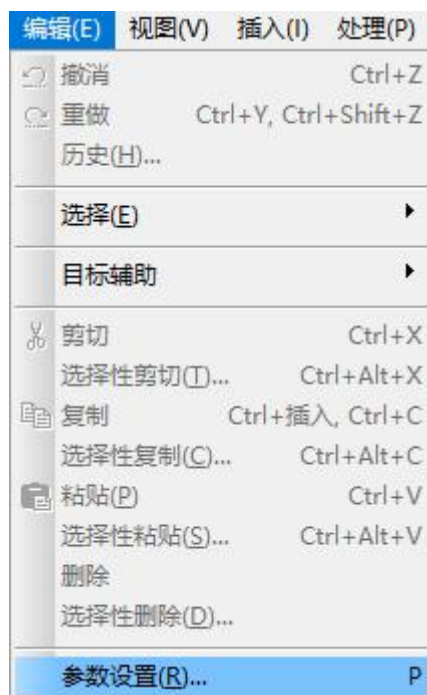 编辑(E) 视图(V) 插入(I) 处理(P)
撤消 Ctrl+Z
重做 Ctrl+Y, Ctrl+Shift+Z
历史(H)...
选择(E)
目标辅助
剪切 Ctrl+X
选择性剪切(T)... Ctrl+Alt+X
复制 Ctrl+插入, Ctrl+C
选择性复制(C)... Ctrl+Alt+C
粘贴(P) Ctrl+V
选择性粘贴(S)... Ctrl+Alt+V
删除
选择性删除(D)...
参数设置(R)... P